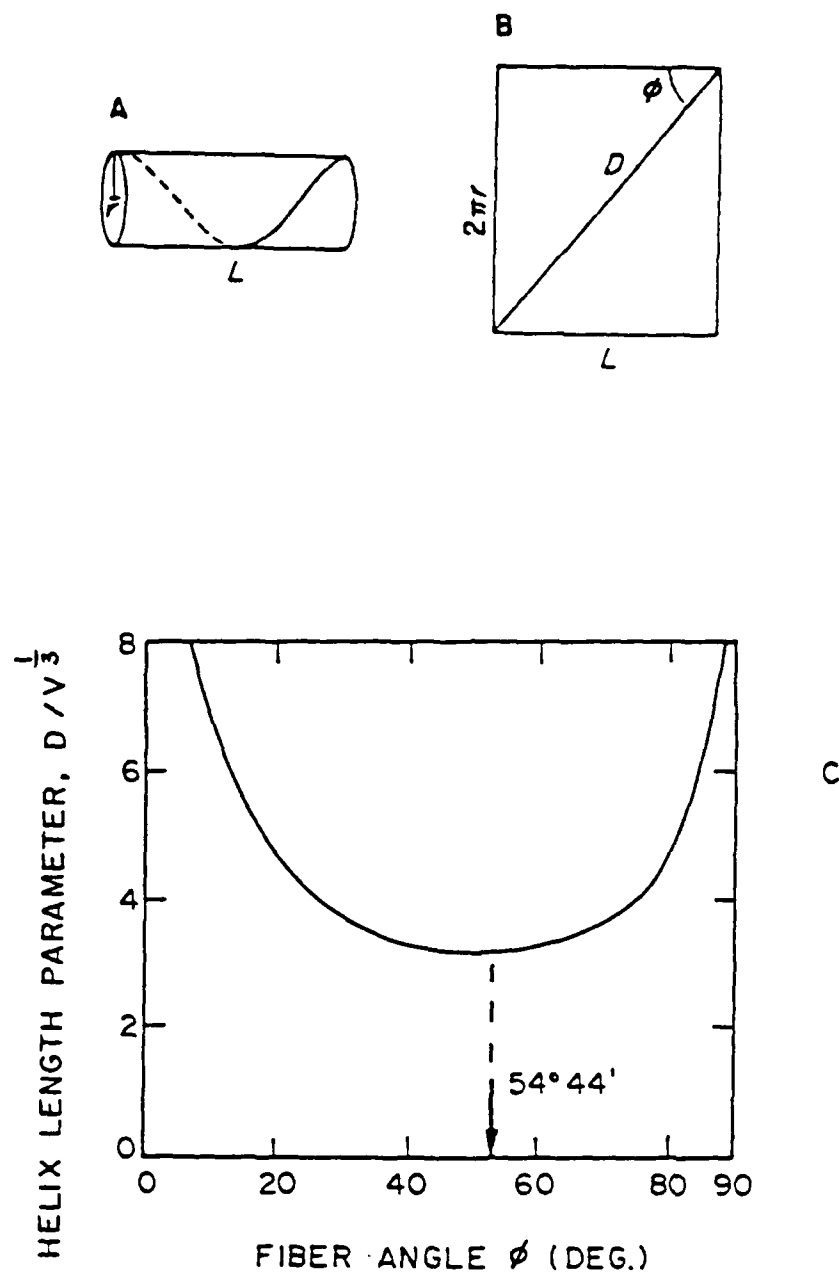 A
r
L
B
φ
D
2πr
L
C
HELIX LENGTH PARAMETER, D / V^{1/3}
8
6
4
2
0
54° 44'
0 20 40 60 80 90
FIBER ANGLE φ (DEG.)